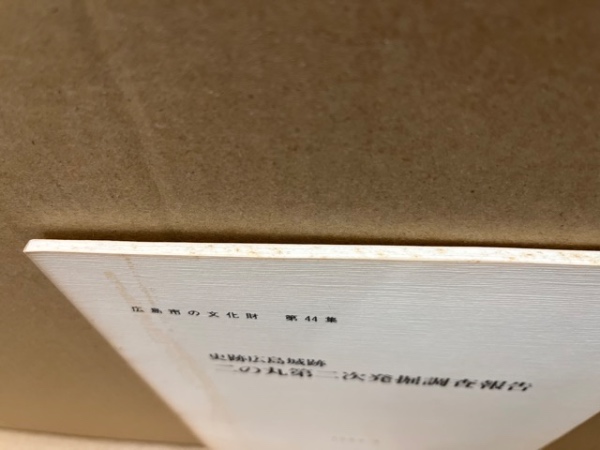 広島市の文化財 第44集
史跡広島城跡
二の丸第二次発掘調査報告